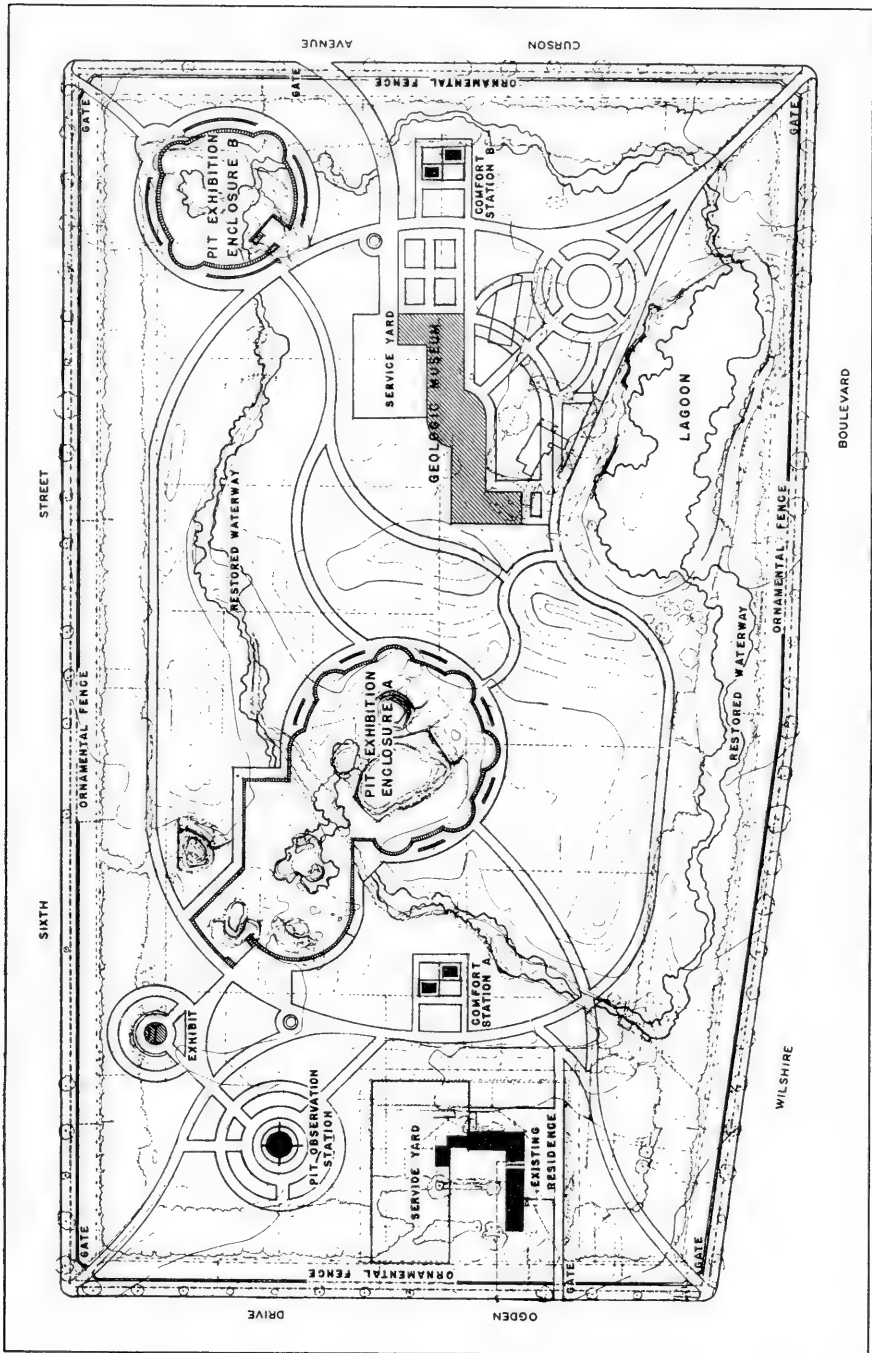 SIXTH
STREET
CURSON
AVENUE
OGDEN
DRIVE
WILSHIRE
BOULEVARD
GATE
ORNAMENTAL FENCE
ORNAMENTAL FENCE
GATE
GATE
ORNAMENTAL FENCE
GATE
PIT EXHIBITION
ENCLOSURE B
RESTORED WATERWAY
EXHIBIT
PIT OBSERVATION
STATION
PIT EXHIBITION
ENCLOSURE A
SERVICE YARD
GEOLOGIC MUSEUM
COMFORT
STATION B
COMFORT
STATION A
SERVICE YARD
EXISTING
RESIDENCE
LAGOON
RESTORED WATERWAY
ORNAMENTAL FENCE
GATE
GATE